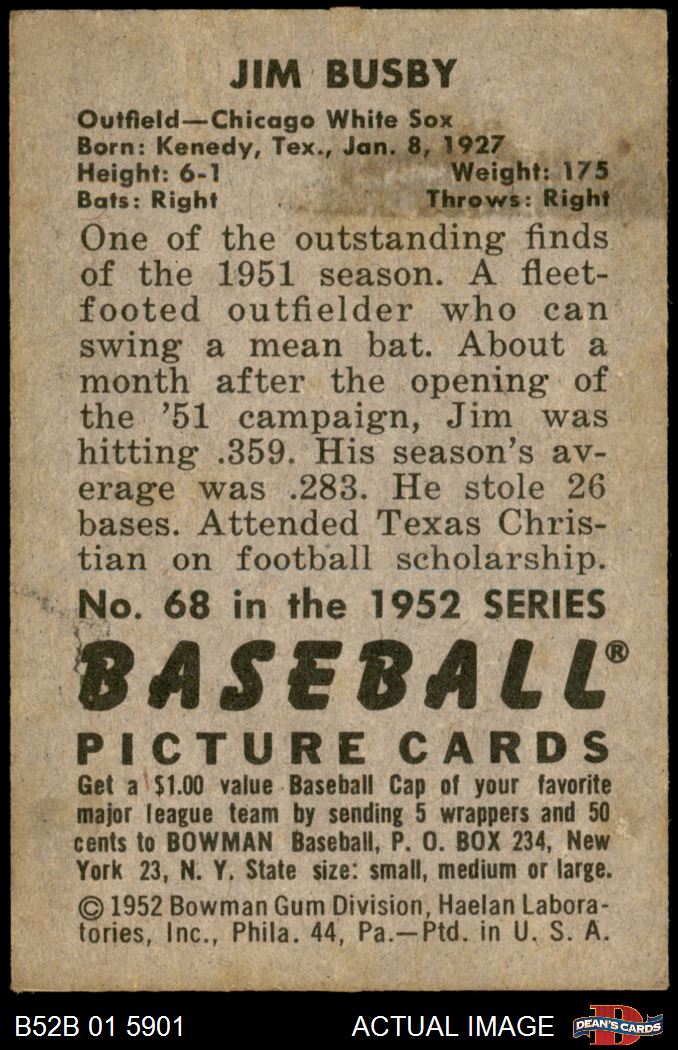 JIM BUSBY
Outfield—Chicago White Sox
Born: Kenedy, Tex., Jan. 8, 1927
Height: 6-1 Weight: 175
Bats: Right Throws: Right
One of the outstanding finds
of the 1951 season. A fleet-
footed outfielder who can
swing a mean bat. About a
month after the opening of
the ’51 campaign, Jim was
hitting .359. His season’s av-
erage was .283. He stole 26
bases. Attended Texas Chris-
tian on football scholarship.
No. 68 in the 1952 SERIES
BASEBALL®
PICTURE CARDS
Get a $1.00 value Baseball Cap of your favorite
major league team by sending 5 wrappers and 50
cents to BOWMAN Baseball, P. O. BOX 234, New
York 23, N. Y. State size: small, medium or large.
© 1952 Bowman Gum Division, Haelan Labora-
tories, Inc., Phila. 44, Pa.—Ptd. in U. S. A.
B52B 01 5901 ACTUAL IMAGE D DEAN'S CARDS